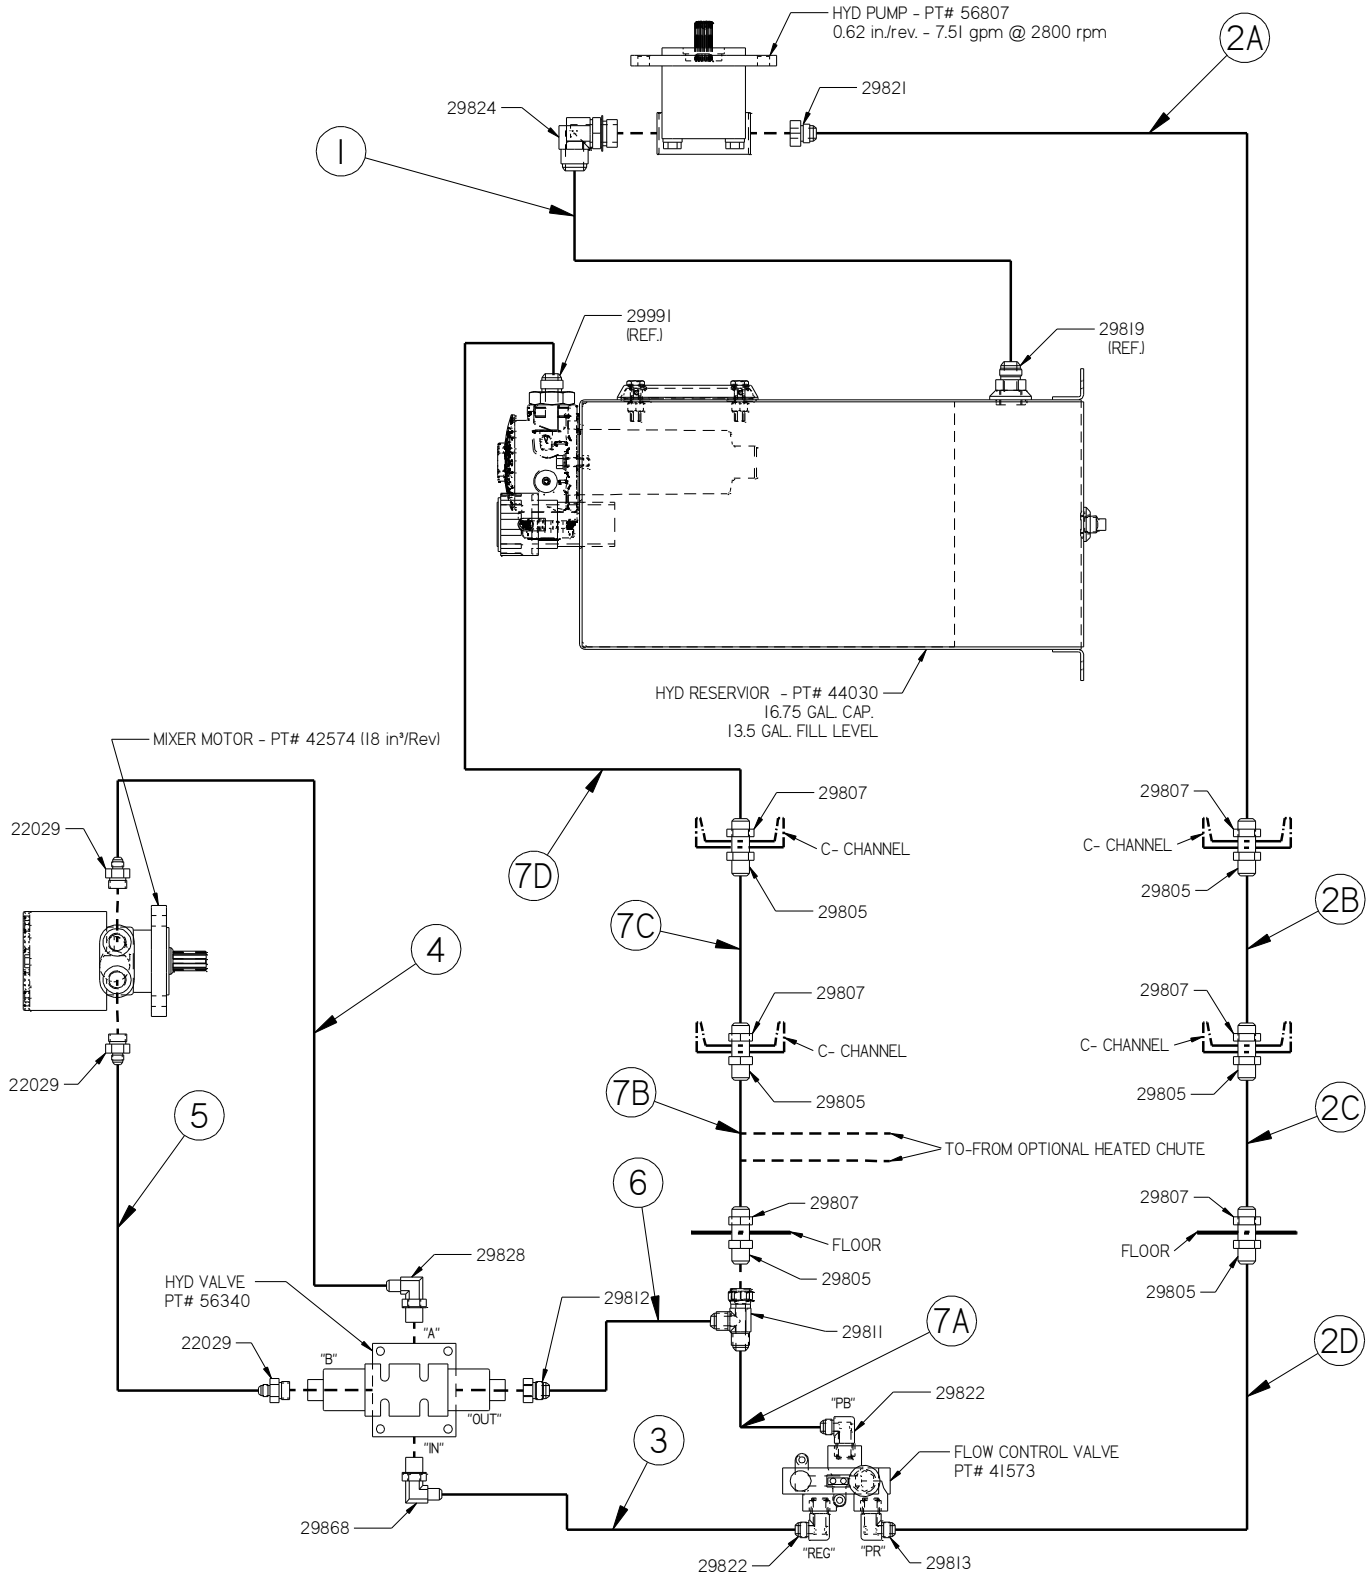 HYD PUMP - PT# 56807
0.62 in./rev. - 7.51 gpm @ 2800 rpm
2A
29821
29824
1
29991
(REF.)
29819
(REF.)
HYD RESERVIOR - PT# 44030
16.75 GAL. CAP.
13.5 GAL. FILL LEVEL
MIXER MOTOR - PT# 42574 (18 in³/Rev)
29807
29807
22029
C- CHANNEL
C- CHANNEL
7D
29805
29805
7C
2B
4
29807
29807
C- CHANNEL
C- CHANNEL
22029
7B
29805
29805
5
2C
TO-FROM OPTIONAL HEATED CHUTE
6
29807
29807
FLOOR
FLOOR
29828
29805
29805
HYD VALVE
PT# 56340
29812
7A
29811
"A"
22029
"B"
2D
"OUT"
"PB"
29822
"IN"
3
FLOW CONTROL VALVE
PT# 41573
29868
"REG"
"PR"
29822
29813